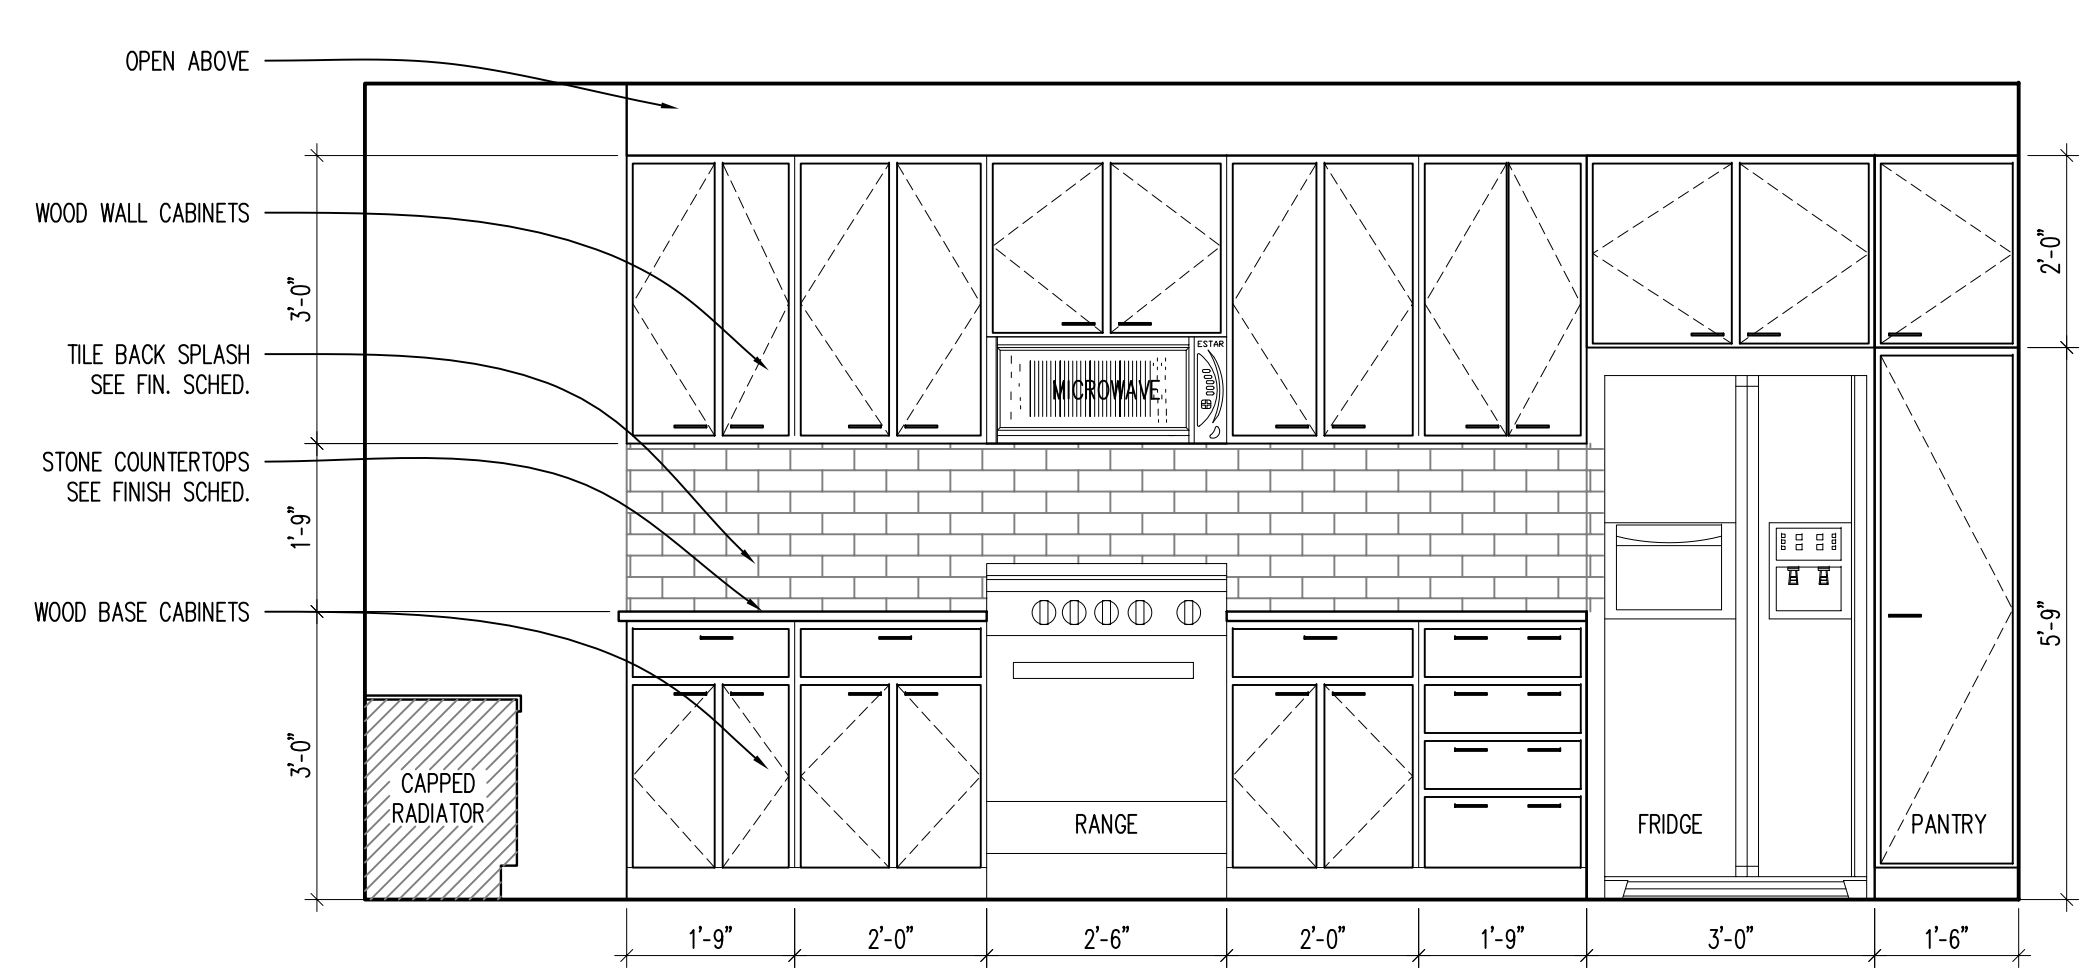 OPEN ABOVE
WOOD WALL CABINETS
3'-0"
2'-0"
ESTAR
TILE BACK SPLASH
SEE FIN. SCHED.
MICROWAVE
STONE COUNTERTOPS
SEE FINISH SCHED.
1'-9"
WOOD BASE CABINETS
5'-9"
3'-0"
CAPPED
RADIATOR
RANGE
FRIDGE
PANTRY
1'-9"
2'-0"
2'-6"
2'-0"
1'-9"
3'-0"
1'-6"